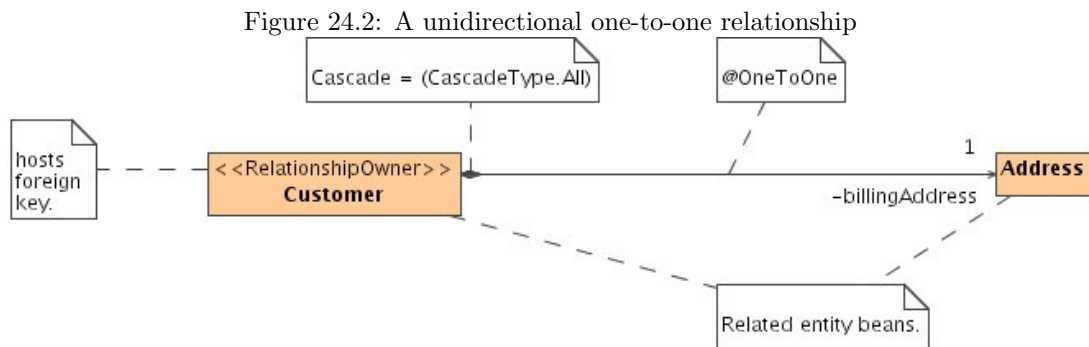 Figure 24.2: A unidirectional one-to-one relationship
Cascade = (CascadeType.All)
@OneToOne
hosts
foreign
key.
<<RelationshipOwner>>
Customer
1
Address
-billingAddress
Related entity beans.